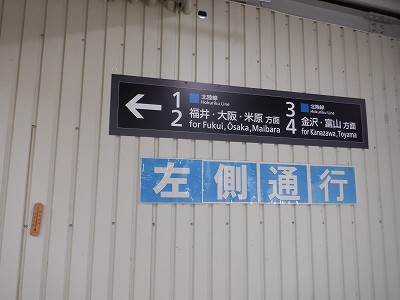 1 北陸線
Hokuriku Line
2 福井・大阪・米原 方面
for Fukui, Ōsaka, Maibara
3 北陸線
Hokuriku Line
4 金沢・富山 方面
for Kanazawa, Toyama
左側通行